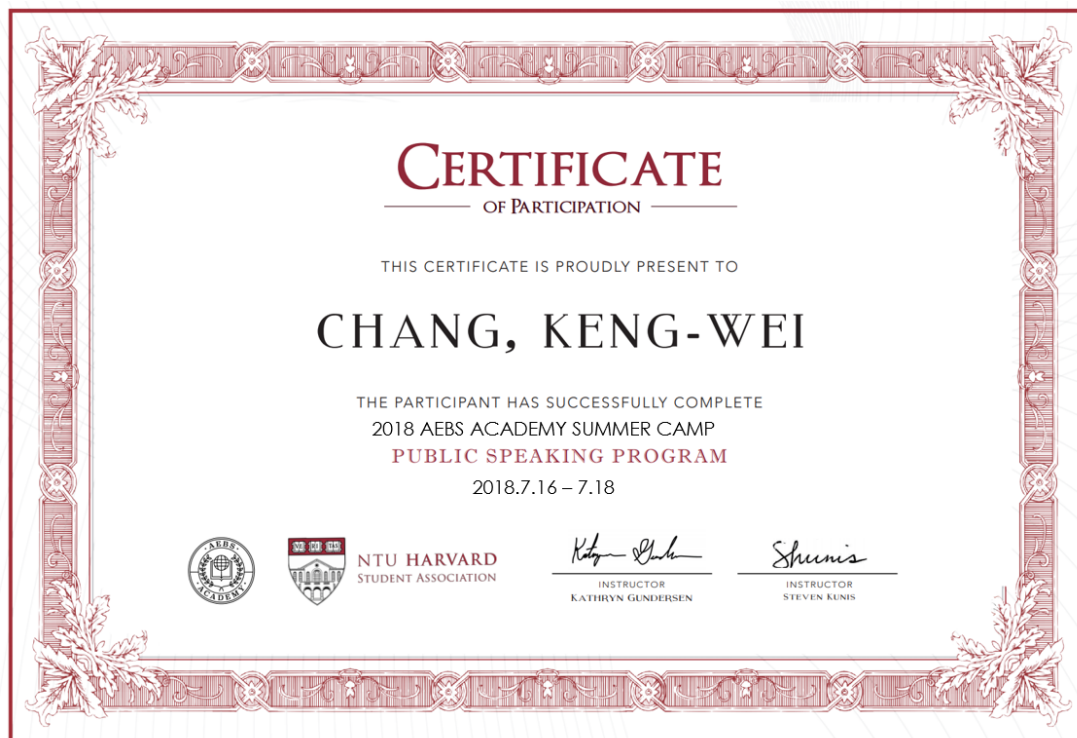 CERTIFICATE
OF PARTICIPATION
THIS CERTIFICATE IS PROUDLY PRESENT TO
CHANG, KENG-WEI
THE PARTICIPANT HAS SUCCESSFULLY COMPLETE
2018 AEBS ACADEMY SUMMER CAMP
PUBLIC SPEAKING PROGRAM
2018.7.16 – 7.18
AEBS
ACADEMY
NTU HARVARD
STUDENT ASSOCIATION
INSTRUCTOR
KATHRYN GUNDERSEN
INSTRUCTOR
STEVEN KUNIS